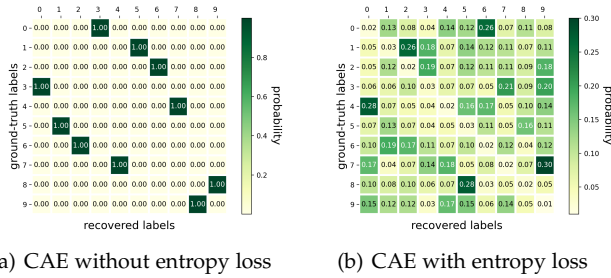 0 1 2 3 4 5 6 7 8 9
0 0.00 0.00 0.00 1.00 0.00 0.00 0.00 0.00 0.00 0.00
1 0.00 0.00 0.00 0.00 0.00 1.00 0.00 0.00 0.00 0.00
2 0.00 0.00 0.00 0.00 0.00 0.00 1.00 0.00 0.00 0.00
3 1.00 0.00 0.00 0.00 0.00 0.00 0.00 0.00 0.00 0.00
4 0.00 0.00 0.00 0.00 0.00 0.00 0.00 1.00 0.00 0.00
5 0.00 1.00 0.00 0.00 0.00 0.00 0.00 0.00 0.00 0.00
6 0.00 0.00 1.00 0.00 0.00 0.00 0.00 0.00 0.00 0.00
7 0.00 0.00 0.00 0.00 1.00 0.00 0.00 0.00 0.00 0.00
8 0.00 0.00 0.00 0.00 0.00 0.00 0.00 0.00 0.00 1.00
9 0.00 0.00 0.00 0.00 0.00 0.00 0.00 0.00 1.00 0.00
ground-truth labels
recovered labels
0.8
0.6
0.4
0.2
probability
a) CAE without entropy loss
0 1 2 3 4 5 6 7 8 9
0 0.02 0.13 0.08 0.04 0.14 0.12 0.26 0.07 0.11 0.08
1 0.05 0.03 0.26 0.18 0.07 0.14 0.12 0.11 0.07 0.11
2 0.05 0.12 0.02 0.19 0.07 0.12 0.11 0.11 0.09 0.18
3 0.06 0.06 0.10 0.03 0.07 0.07 0.05 0.21 0.09 0.20
4 0.28 0.07 0.05 0.04 0.02 0.16 0.17 0.05 0.10 0.14
5 0.07 0.13 0.07 0.04 0.05 0.03 0.11 0.05 0.16 0.11
6 0.10 0.19 0.17 0.11 0.10 0.07 0.03 0.12 0.06 0.07
7 0.17 0.04 0.07 0.14 0.18 0.05 0.10 0.02 0.07 0.30
8 0.10 0.08 0.10 0.06 0.12 0.28 0.03 0.05 0.02 0.05
9 0.15 0.12 0.12 0.03 0.17 0.04 0.15 0.09 0.05 0.01
ground-truth labels
recovered labels
0.30
0.25
0.20
0.15
0.10
0.05
probability
(b) CAE with entropy loss